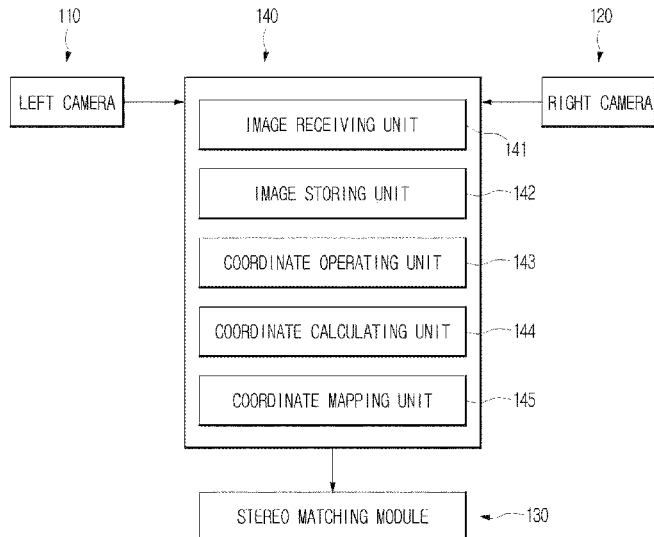 110
140
120
LEFT CAMERA
RIGHT CAMERA
IMAGE RECEIVING UNIT
141
IMAGE STORING UNIT
142
COORDINATE OPERATING UNIT
143
COORDINATE CALCULATING UNIT
144
COORDINATE MAPPING UNIT
145
STEREO MATCHING MODULE
130